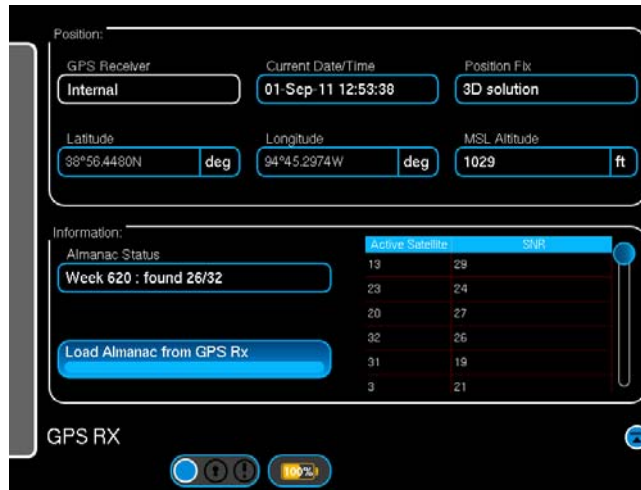 Position:
GPS Receiver Current Date/Time Position Fix
Internal 01-Sep-11 12:53:38 3D solution
Latitude Longitude MSL Altitude
38°56.4480N deg 94°45.2974W deg 1029 ft
Information:
Almanac Status
Week 620 : found 26/32
Load Almanac from GPS Rx
Active Satellite SNR
13 29
23 24
20 27
32 26
31 19
3 21
GPS RX
100%